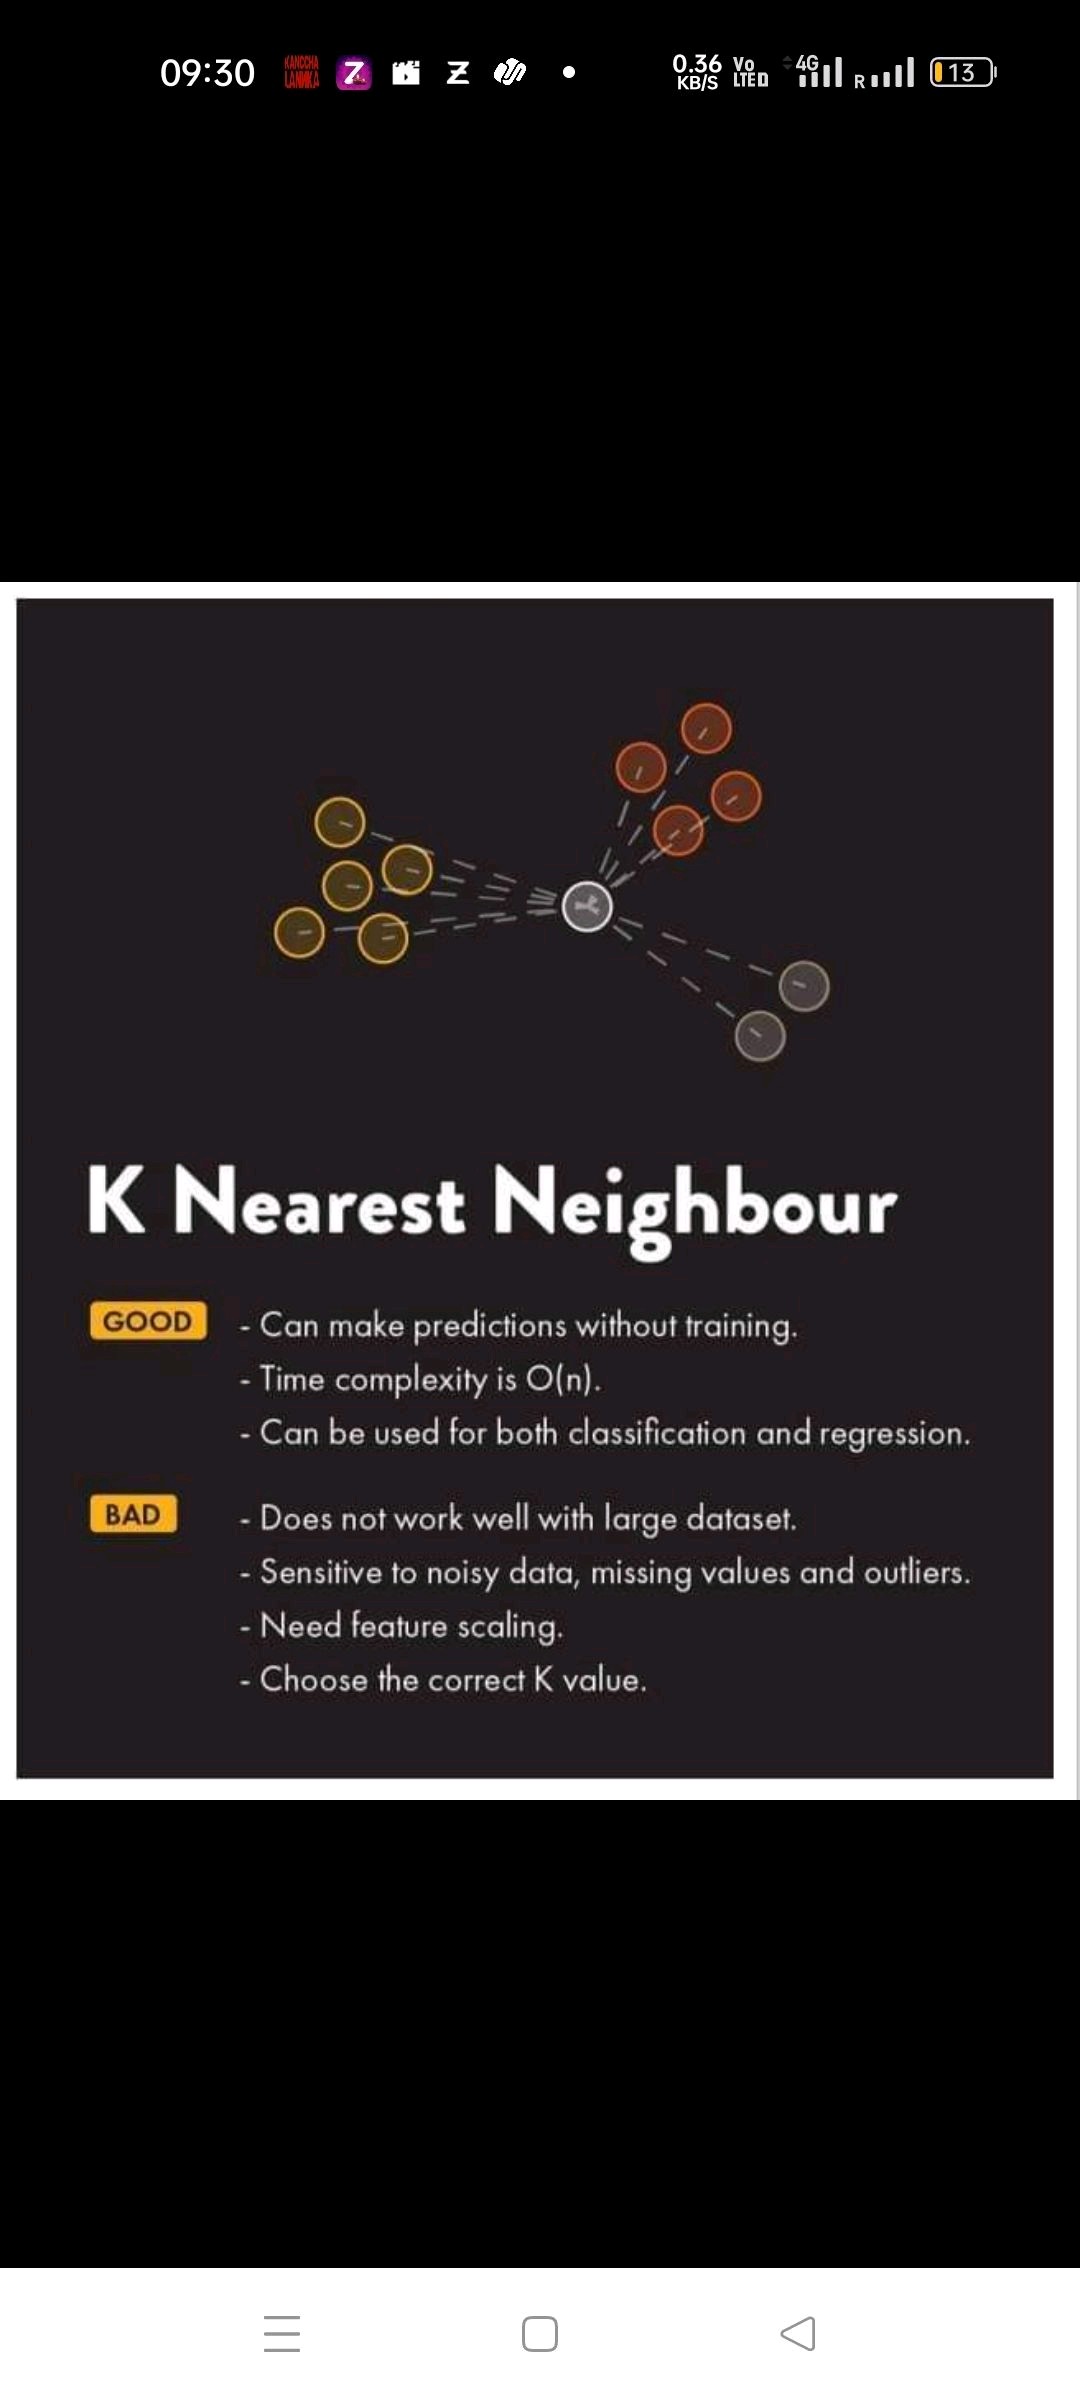 09:30 KANCCHA LANNKA Z Z 0.36 KB/S Vo LTE 4G R 13
K Nearest Neighbour
GOOD
- Can make predictions without training.
- Time complexity is O(n).
- Can be used for both classification and regression.
BAD
- Does not work well with large dataset.
- Sensitive to noisy data, missing values and outliers.
- Need feature scaling.
- Choose the correct K value.